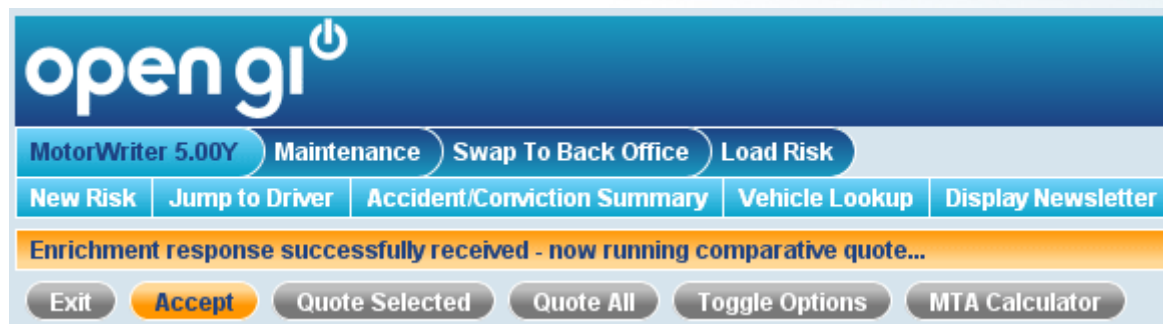 open gi
MotorWriter 5.00Y Maintenance Swap To Back Office Load Risk
New Risk Jump to Driver Accident/Conviction Summary Vehicle Lookup Display Newsletter
Enrichment response successfully received - now running comparative quote...
Exit Accept Quote Selected Quote All Toggle Options MTA Calculator